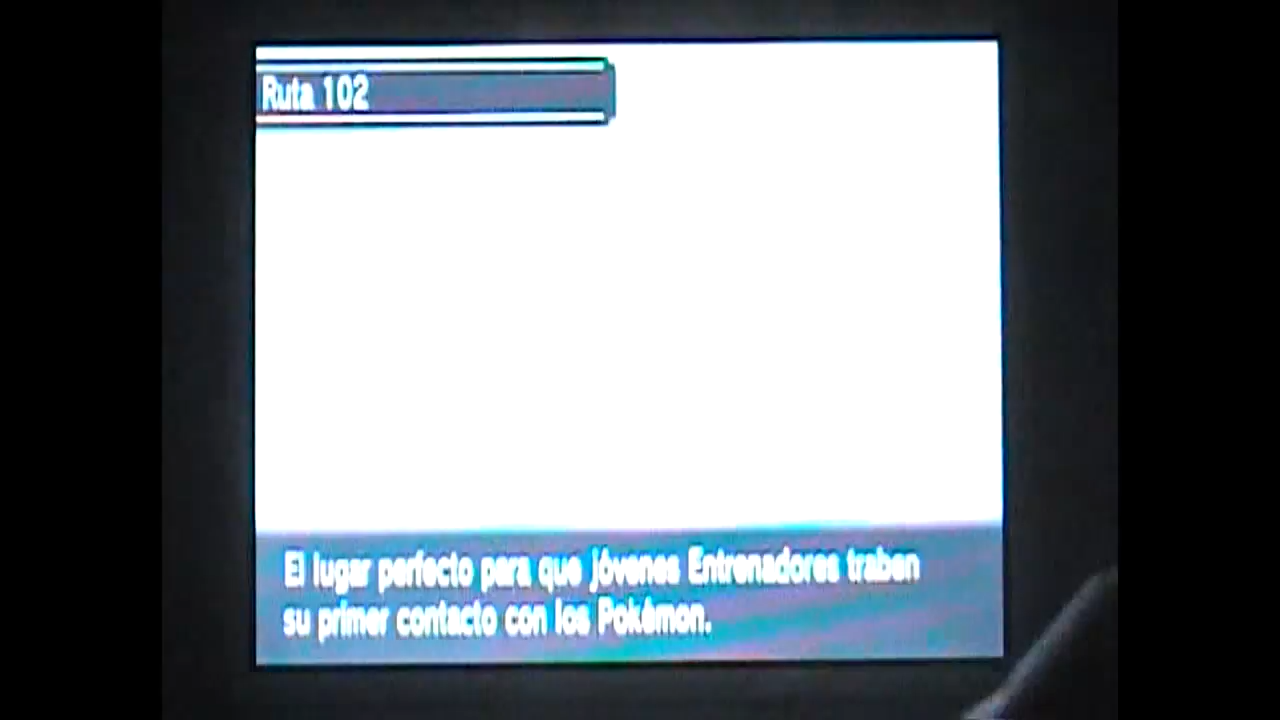 Ruta 102
El lugar perfecto para que jóvenes Entrenadores traben
su primer contacto con los Pokémon.